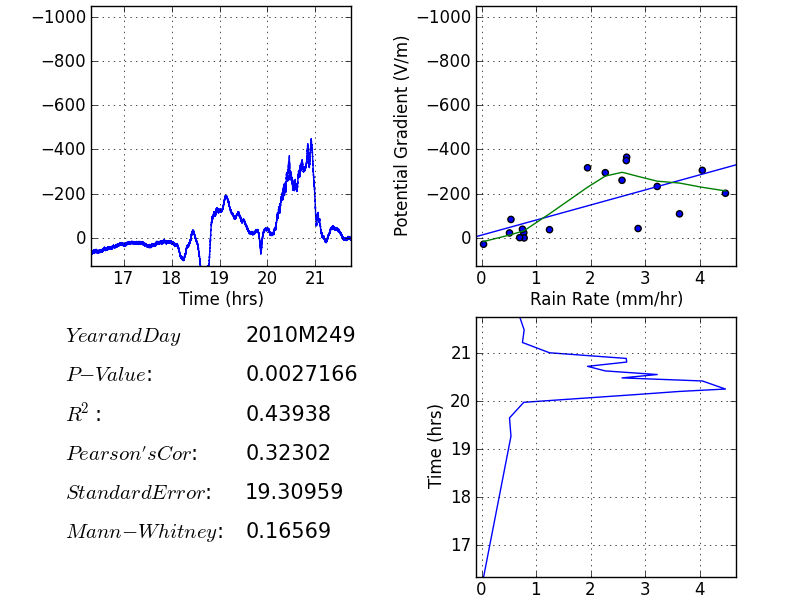 −1000
−800
−600
−400
−200
0
17 18 19 20 21
Time (hrs)
Potential Gradient (V/m)
−1000
−800
−600
−400
−200
0
0 1 2 3 4
Rain Rate (mm/hr)
YearandDay 2010M249
P−Value: 0.0027166
R²: 0.43938
Pearson'sCor: 0.32302
StandardError: 19.30959
Mann−Whitney: 0.16569
Time (hrs)
21
20
19
18
17
0 1 2 3 4